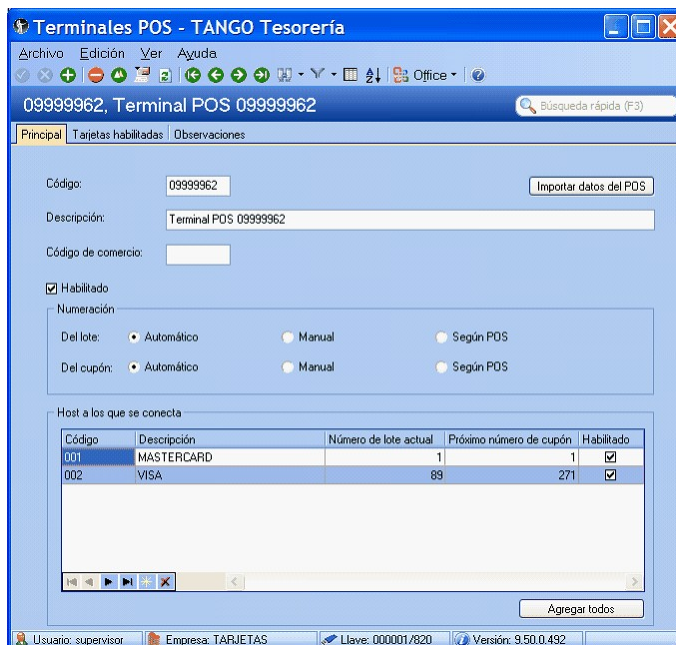 Terminales POS - TANGO Tesorería
Archivo Edición Ver Ayuda
Office
09999962, Terminal POS 09999962
Búsqueda rápida (F3)
Principal Tarjetas habilitadas Observaciones
Código: 09999962 Importar datos del POS
Descripción: Terminal POS 09999962
Código de comercio:
Habilitado
Numeración
Del lote: Automático Manual Según POS
Del cupón: Automático Manual Según POS
Host a los que se conecta
Código Descripción Número de lote actual Próximo número de cupón Habilitado
001 MASTERCARD 1 1
002 VISA 89 271
Agregar todos
Usuario: supervisor Empresa: TARJETAS Llave: 000001/820 Versión: 9.50.0.492